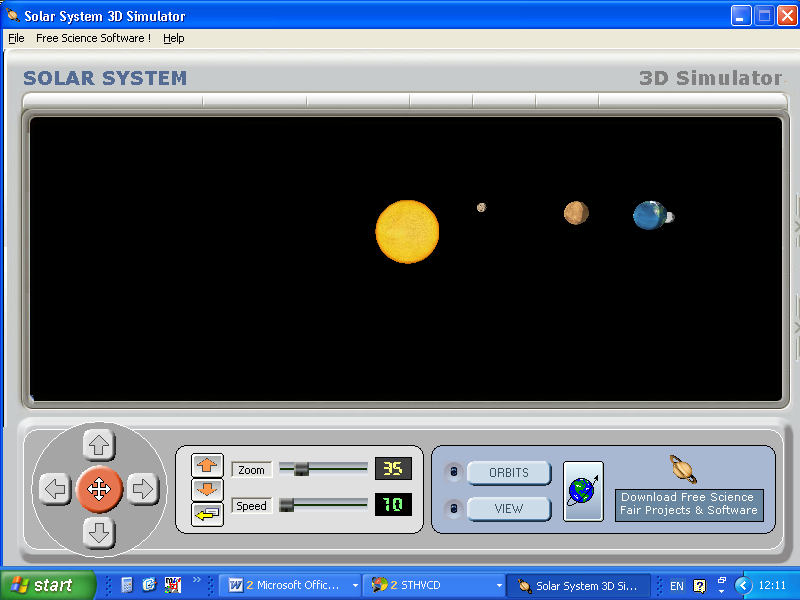 Solar System 3D Simulator
File Free Science Software ! Help
SOLAR SYSTEM 3D Simulator
Zoom 35
Speed 70
ORBITS
VIEW
Download Free Science
Fair Projects & Software
start 2 Microsoft Offic... 2 STHVCD Solar System 3D Si... EN 12:11